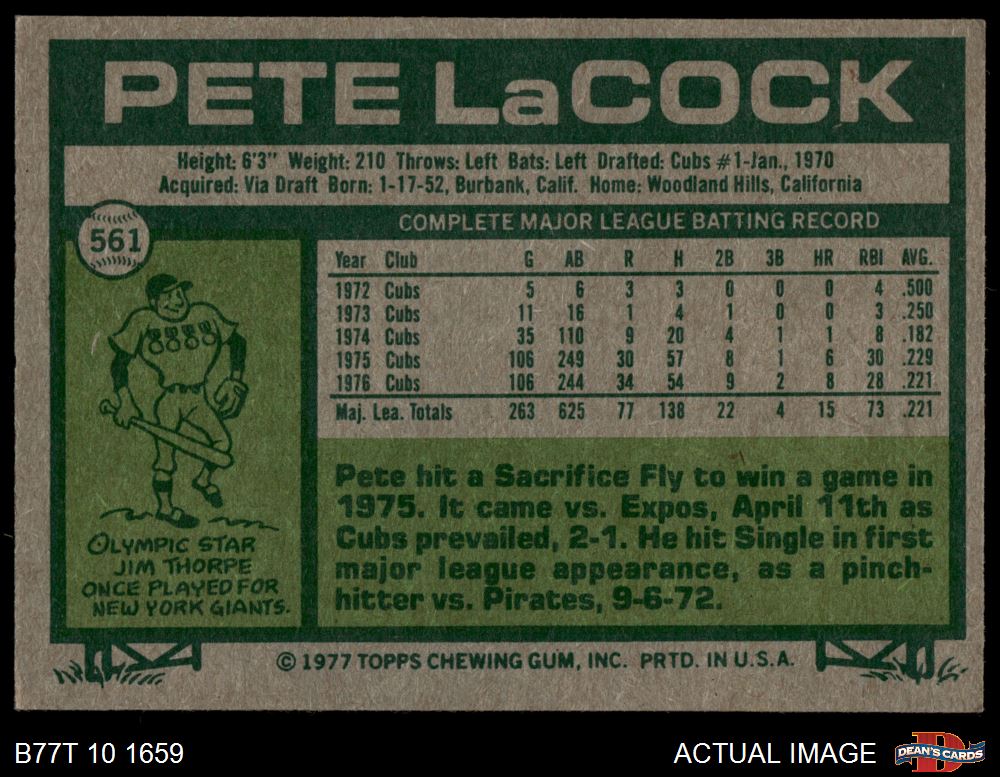 PETE LaCOCK
Height: 6'3" Weight: 210 Throws: Left Bats: Left Drafted: Cubs #1-Jan., 1970
Acquired: Via Draft Born: 1-17-52, Burbank, Calif. Home: Woodland Hills, California
561
COMPLETE MAJOR LEAGUE BATTING RECORD
Year Club G AB R H 2B 3B HR RBI AVG.
1972 Cubs 5 6 3 3 0 0 0 4 .500
1973 Cubs 11 16 1 4 1 0 0 3 .250
1974 Cubs 35 110 9 20 4 1 1 8 .182
1975 Cubs 106 249 30 57 8 1 6 30 .229
1976 Cubs 106 244 34 54 9 2 8 28 .221
Maj. Lea. Totals 263 625 77 138 22 4 15 73 .221
OLYMPIC STAR
JIM THORPE
ONCE PLAYED FOR
NEW YORK GIANTS.
Pete hit a Sacrifice Fly to win a game in
1975. It came vs. Expos, April 11th as
Cubs prevailed, 2-1. He hit Single in first
major league appearance, as a pinch-
hitter vs. Pirates, 9-6-72.
© 1977 TOPPS CHEWING GUM, INC. PRTD. IN U.S.A.
B77T 10 1659
ACTUAL IMAGE
D
DEAN'S CARDS